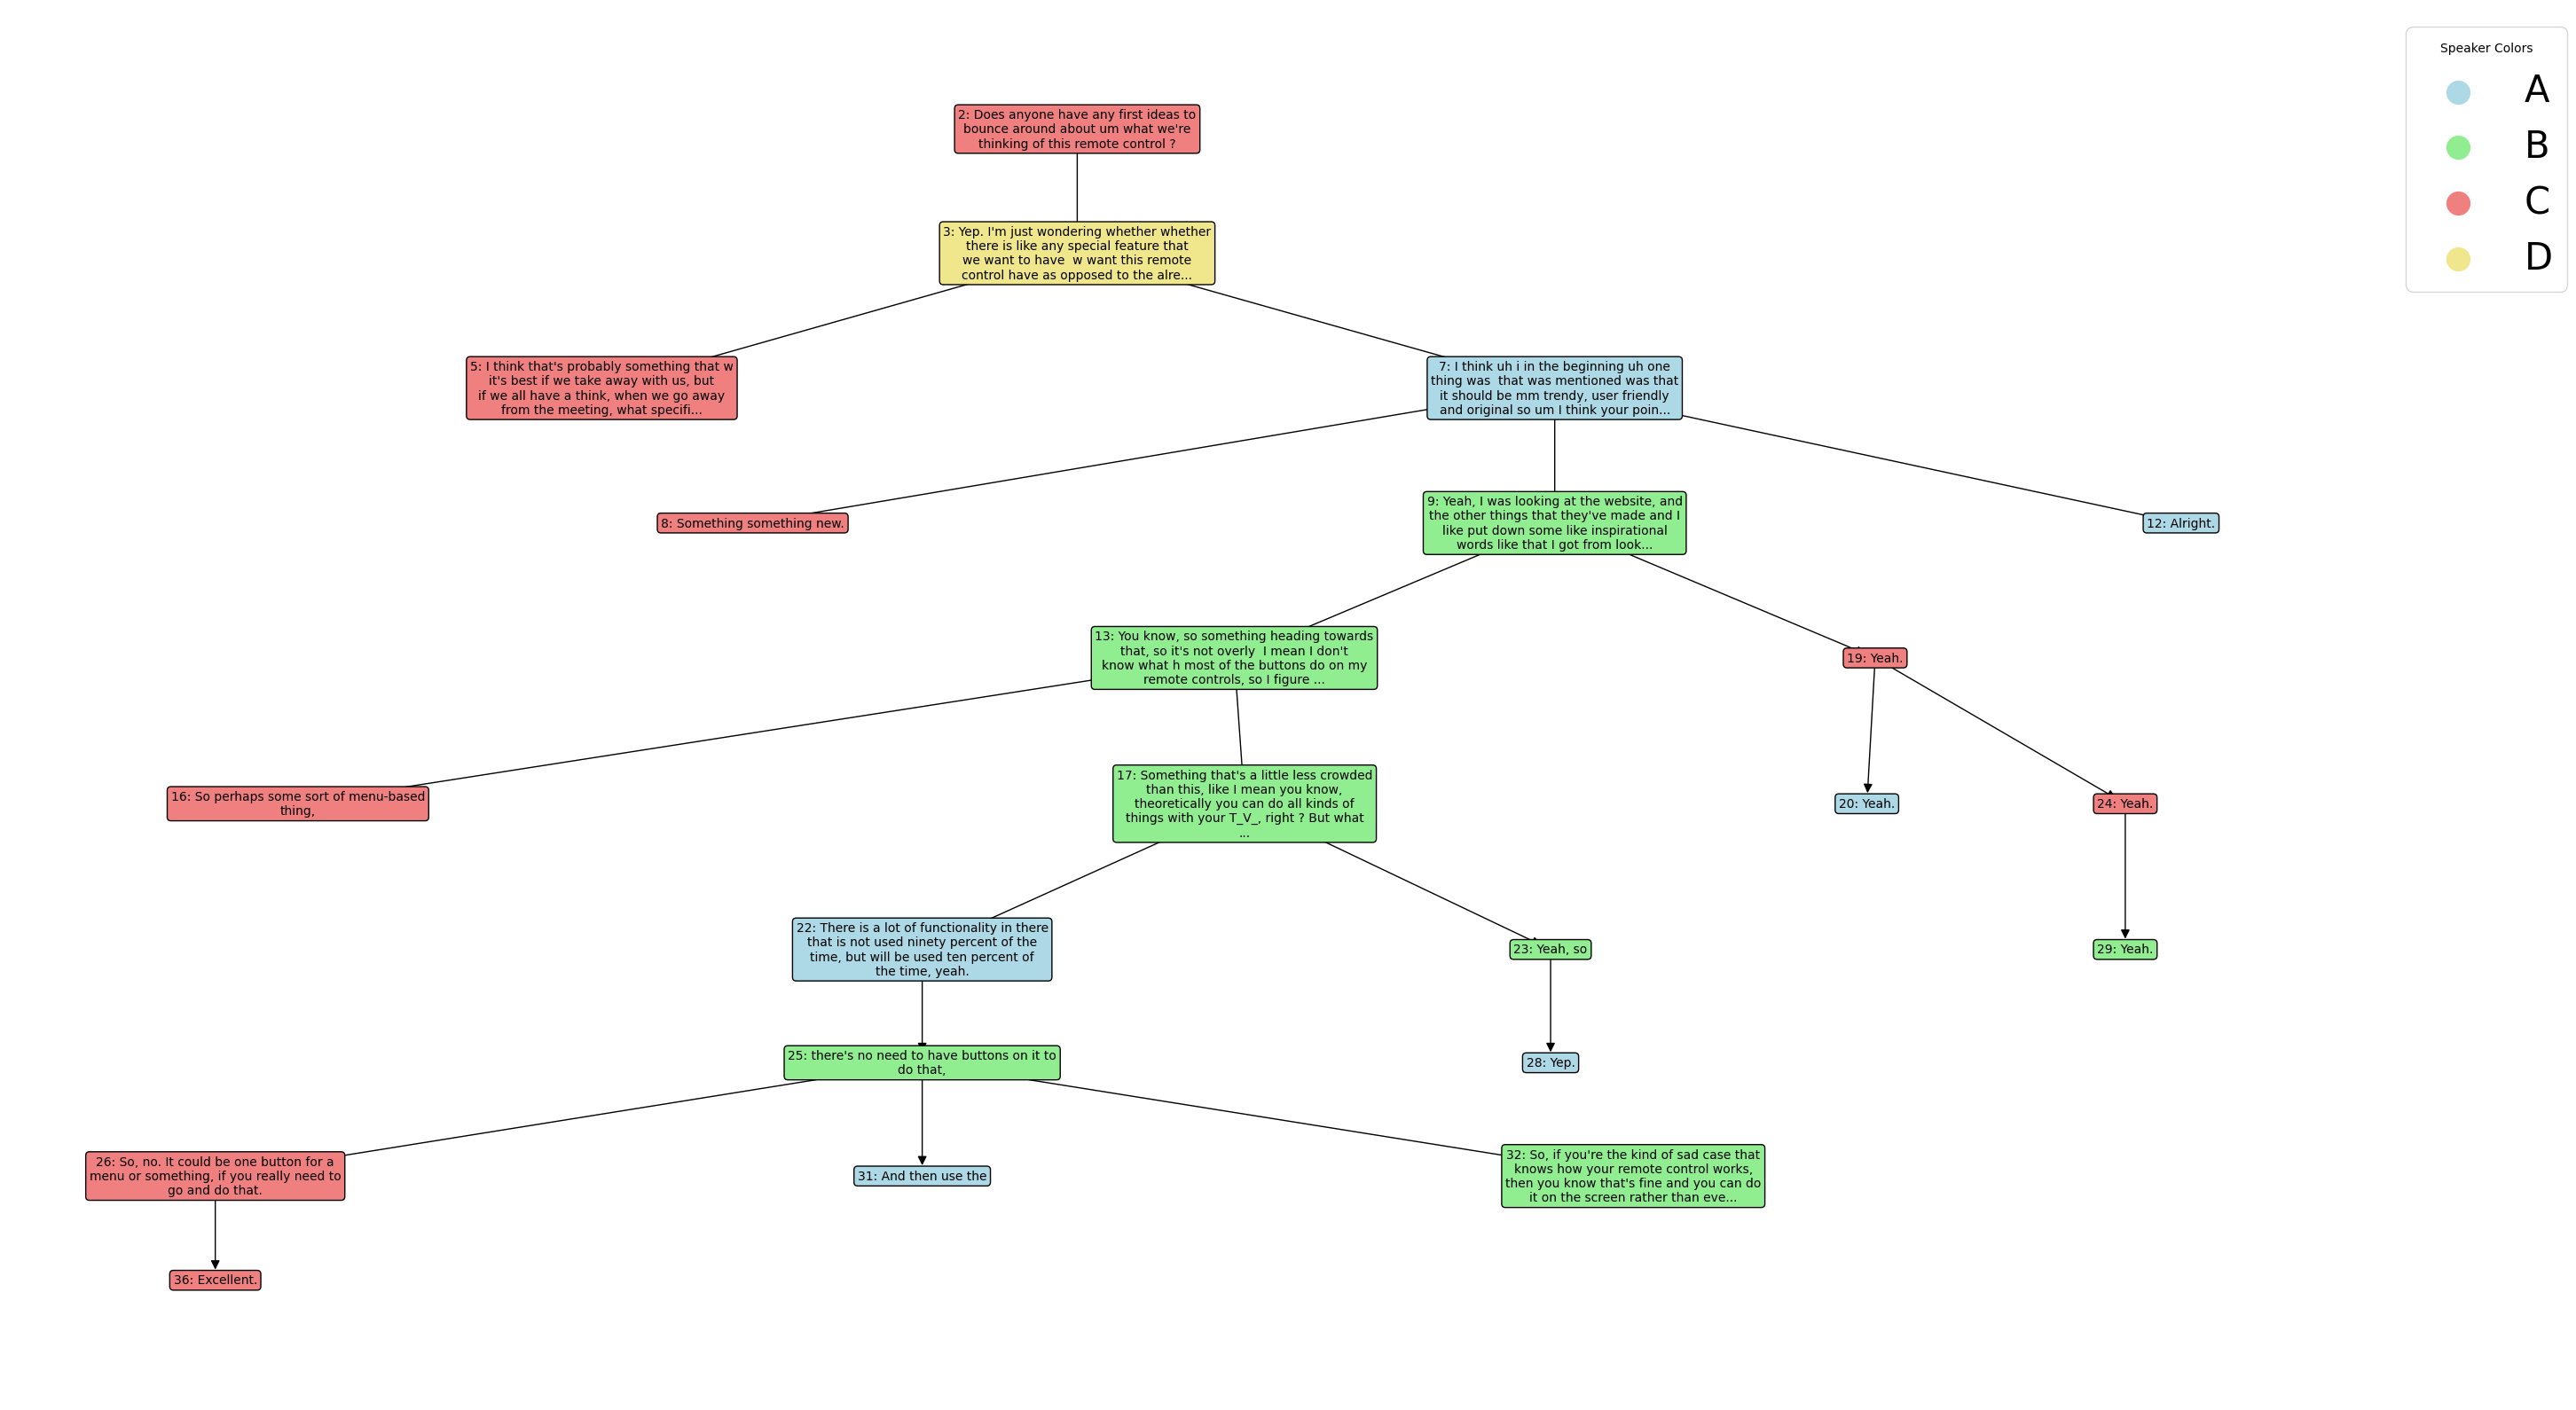 Speaker Colors
A
B
C
D
2: Does anyone have any first ideas to
bounce around about um what we're
thinking of this remote control ?
3: Yep. I'm just wondering whether whether
there is like any special feature that
we want to have  w want this remote
control have as opposed to the alre...
5: I think that's probably something that w
it's best if we take away with us, but
if we all have a think, when we go away
from the meeting, what specifi...
7: I think uh i in the beginning uh one
thing was  that was mentioned was that
it should be mm trendy, user friendly
and original so um I think your poin...
8: Something something new.
9: Yeah, I was looking at the website, and
the other things that they've made and I
like put down some like inspirational
words like that I got from look...
12: Alright.
13: You know, so something heading towards
that, so it's not overly  I mean I don't
know what h most of the buttons do on my
remote controls, so I figure ...
19: Yeah.
16: So perhaps some sort of menu-based
thing,
17: Something that's a little less crowded
than this, like I mean you know,
theoretically you can do all kinds of
things with your T_V_, right ? But what
...
20: Yeah.
24: Yeah.
22: There is a lot of functionality in there
that is not used ninety percent of the
time, but will be used ten percent of
the time, yeah.
23: Yeah, so
29: Yeah.
25: there's no need to have buttons on it to
do that,
28: Yep.
26: So, no. It could be one button for a
menu or something, if you really need to
go and do that.
31: And then use the
32: So, if you're the kind of sad case that
knows how your remote control works,
then you know that's fine and you can do
it on the screen rather than eve...
36: Excellent.